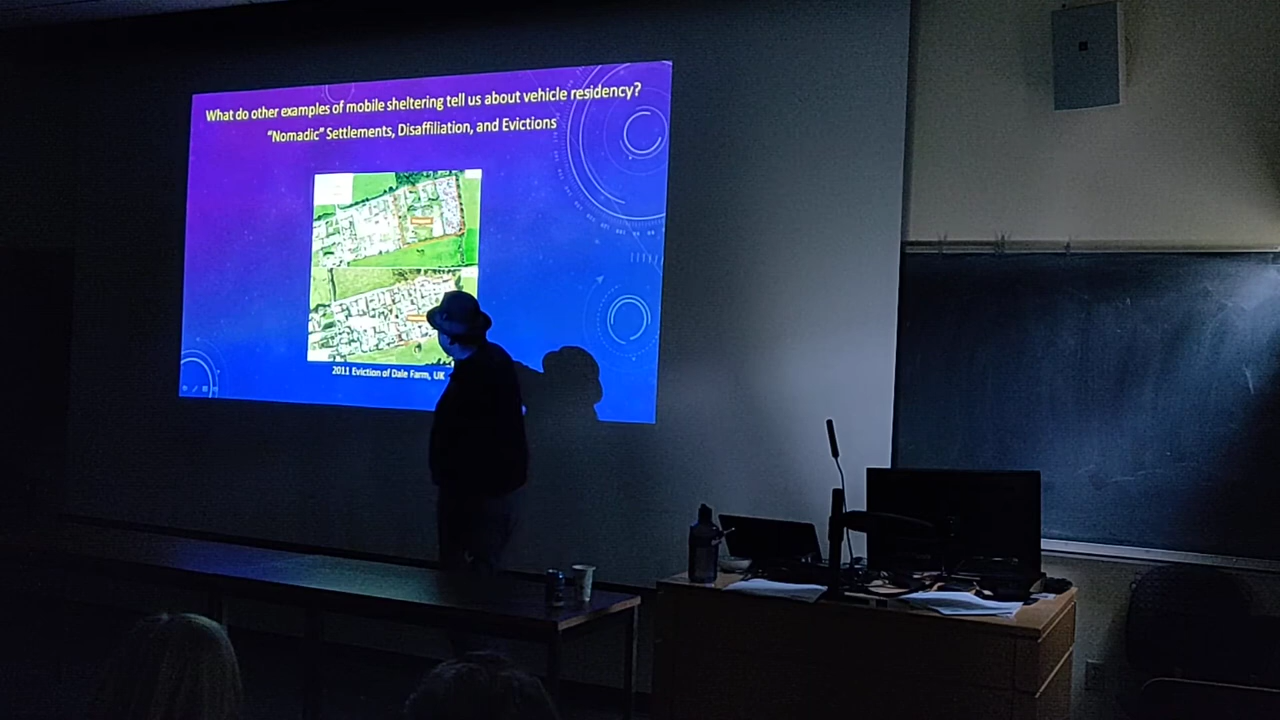 What do other examples of mobile sheltering tell us about vehicle residency?
"Nomadic" Settlements, Disaffiliation, and Evictions
2011 Eviction of Dale Farm, UK